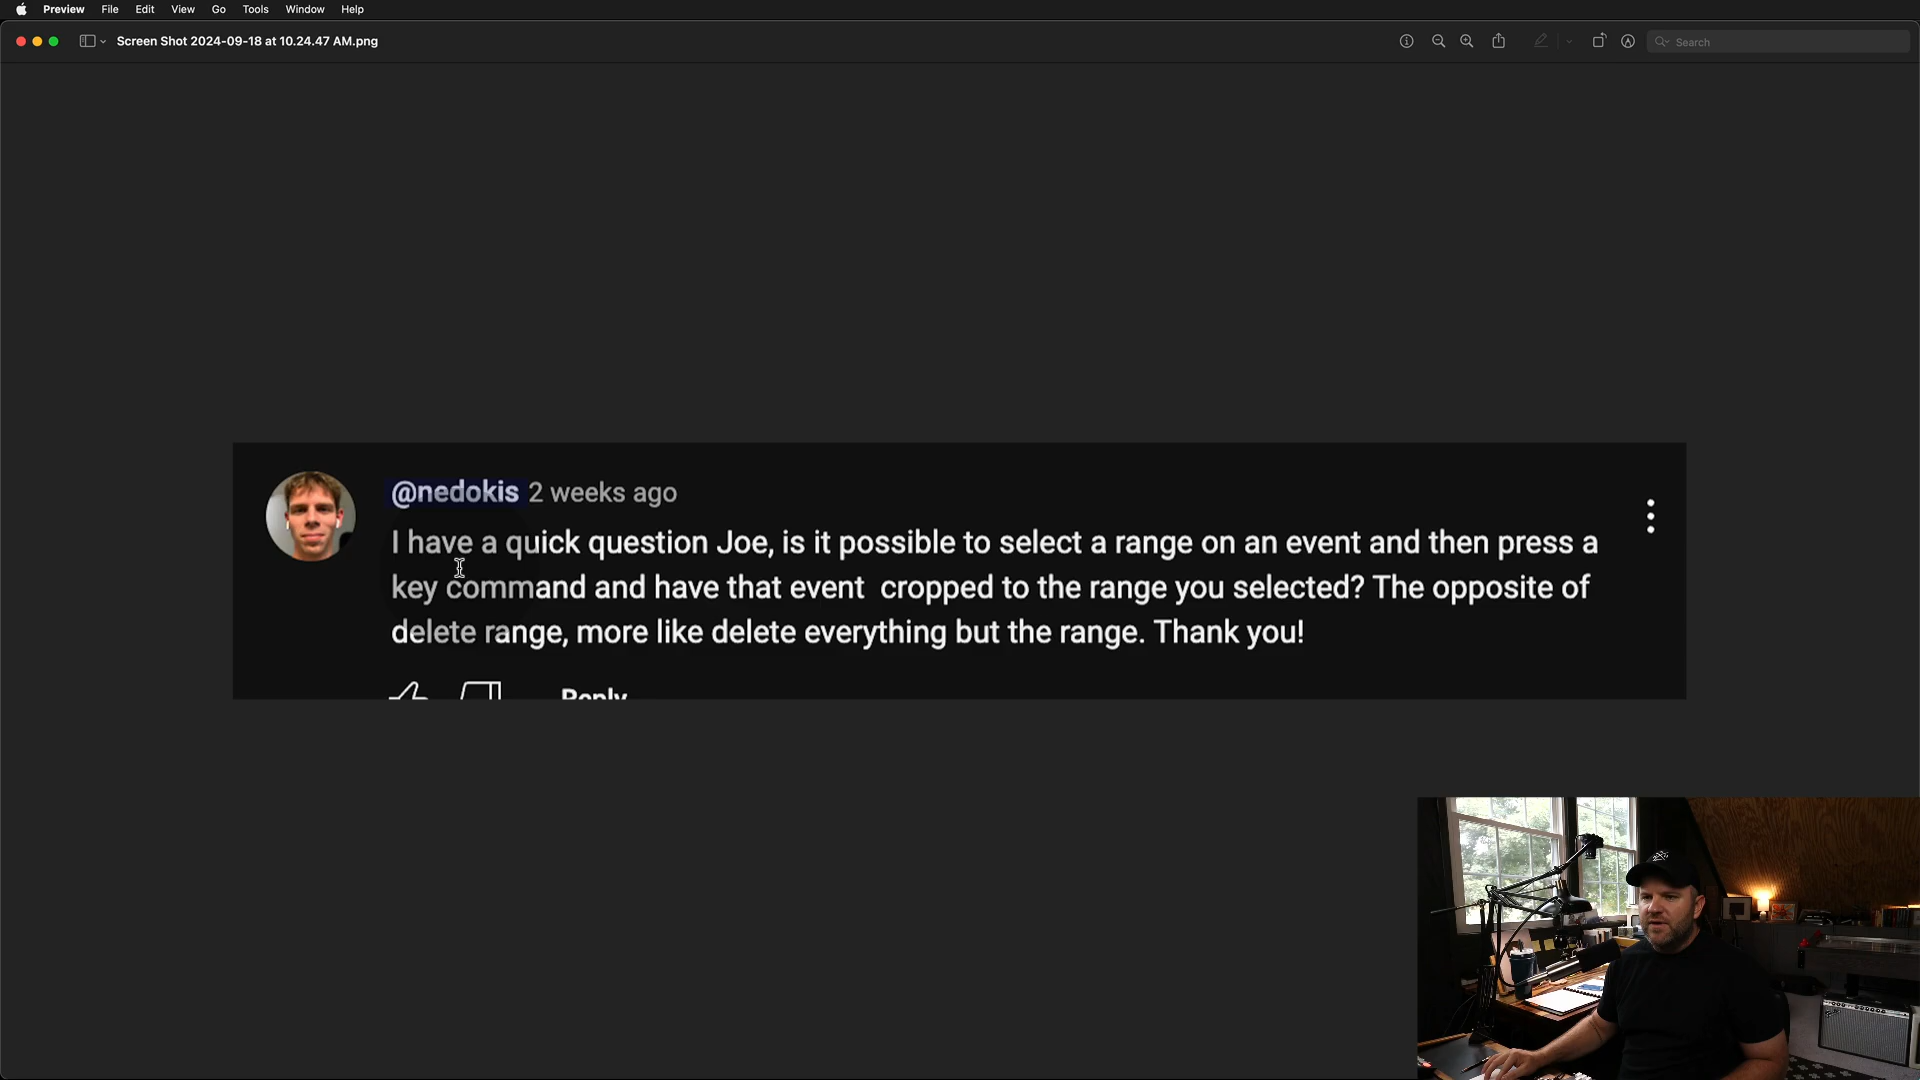 Preview File Edit View Go Tools Window Help
Screen Shot 2024-09-18 at 10.24.47 AM.png
Search
@nedokis 2 weeks ago
I have a quick question Joe, is it possible to select a range on an event and then press a
key command and have that event cropped to the range you selected? The opposite of
delete range, more like delete everything but the range. Thank you!
Reply